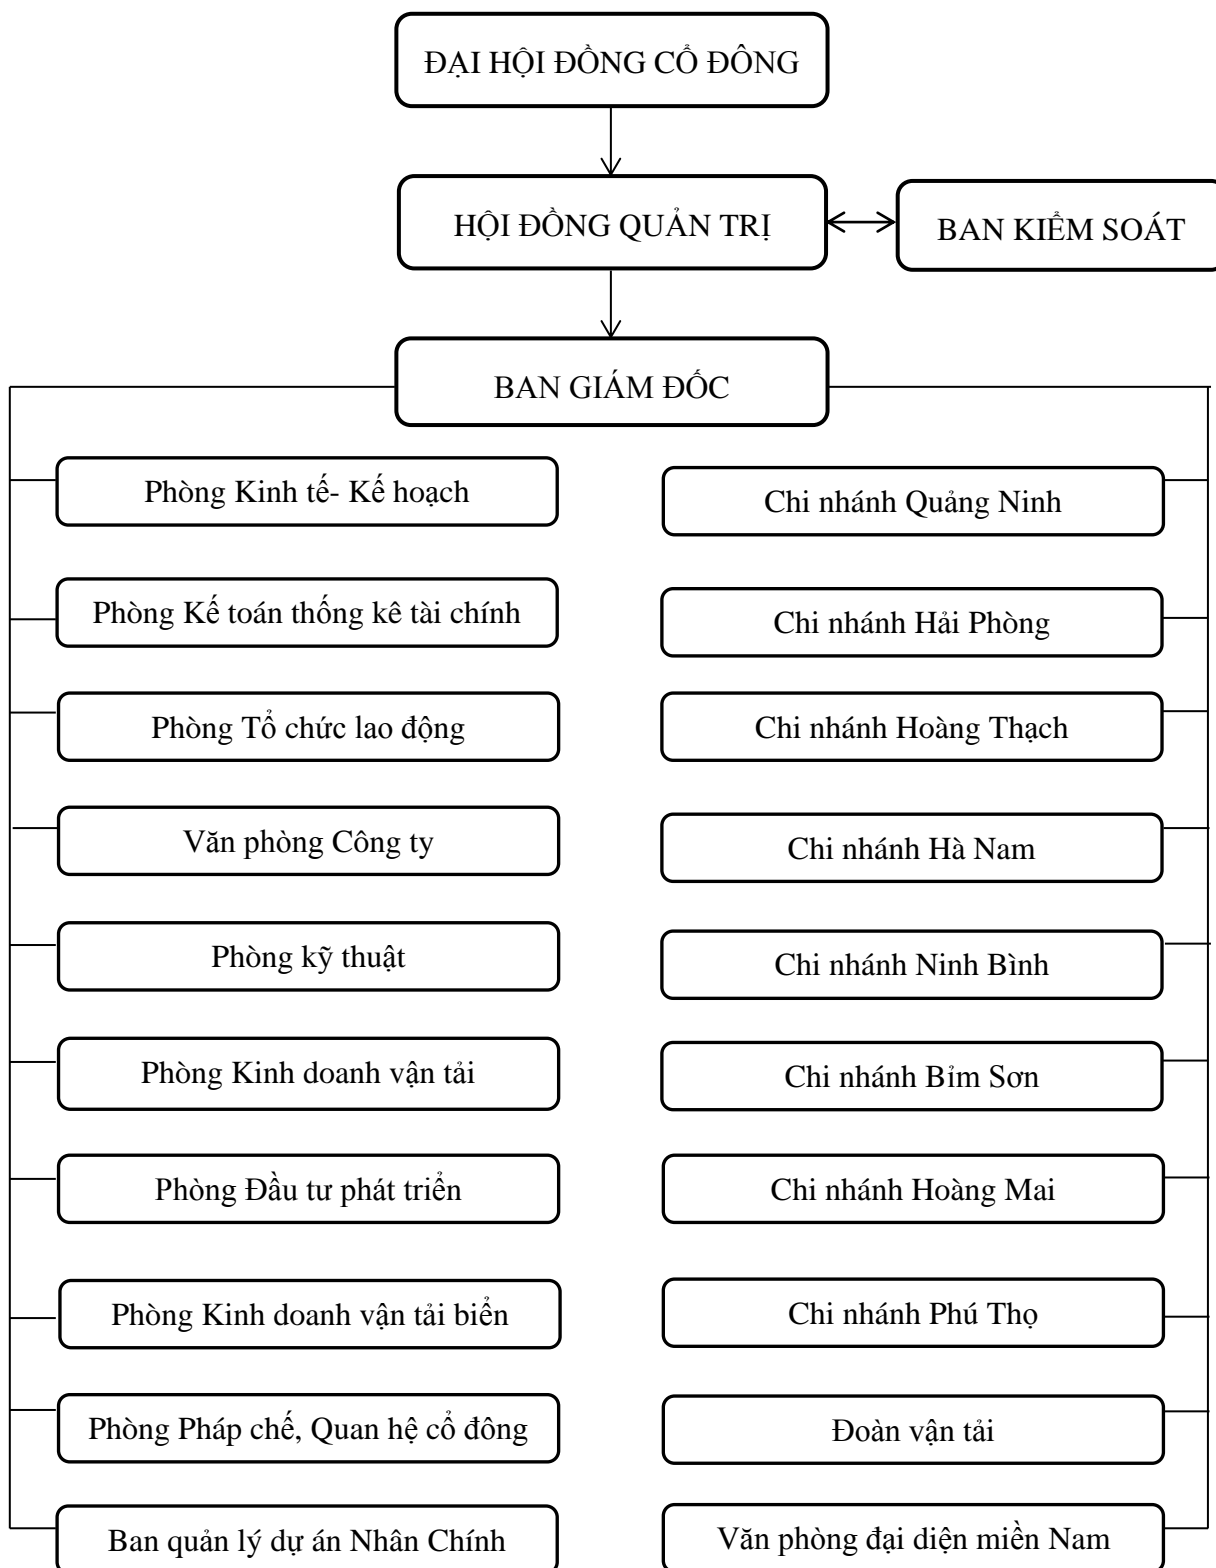 ĐẠI HỘI ĐỒNG CỔ ĐÔNG
HỘI ĐỒNG QUẢN TRỊ
BAN KIỂM SOÁT
BAN GIÁM ĐỐC
Phòng Kinh tế- Kế hoạch
Phòng Kế toán thống kê tài chính
Phòng Tổ chức lao động
Văn phòng Công ty
Phòng kỹ thuật
Phòng Kinh doanh vận tải
Phòng Đầu tư phát triển
Phòng Kinh doanh vận tải biển
Phòng Pháp chế, Quan hệ cổ đông
Ban quản lý dự án Nhân Chính
Chi nhánh Quảng Ninh
Chi nhánh Hải Phòng
Chi nhánh Hoàng Thạch
Chi nhánh Hà Nam
Chi nhánh Ninh Bình
Chi nhánh Bỉm Sơn
Chi nhánh Hoàng Mai
Chi nhánh Phú Thọ
Đoàn vận tải
Văn phòng đại diện miền Nam